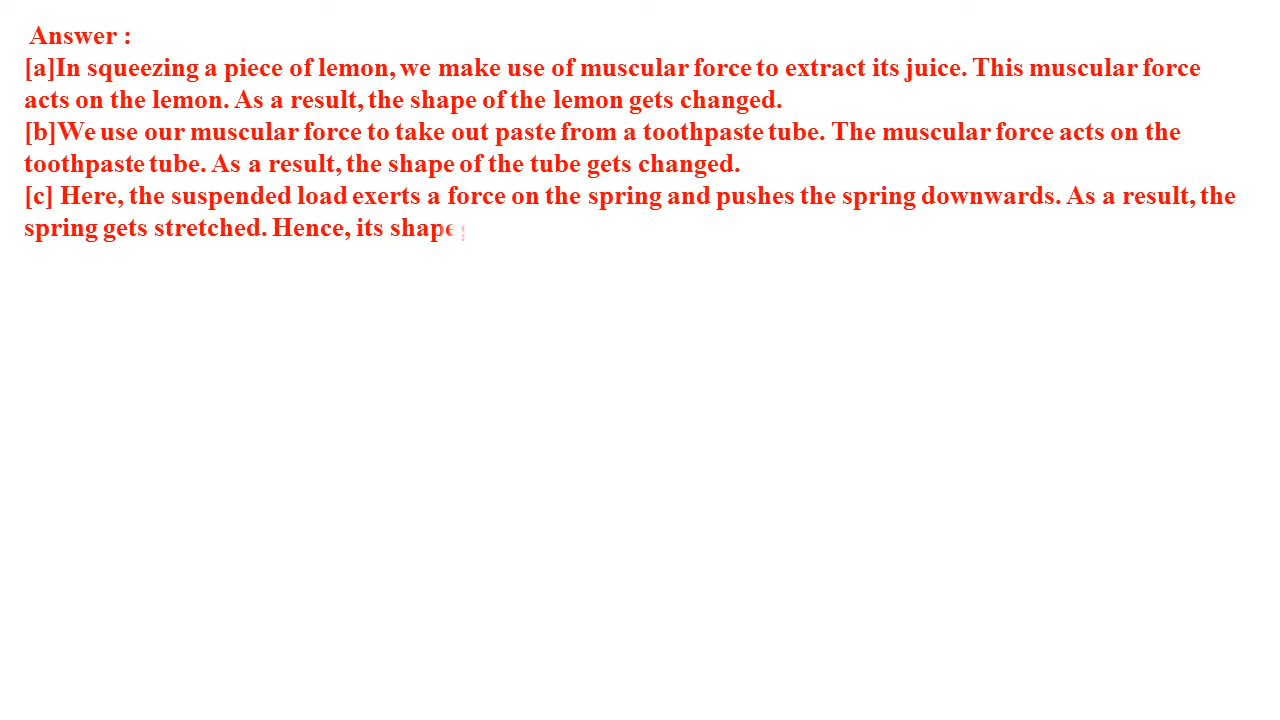 Answer :
[a]In squeezing a piece of lemon, we make use of muscular force to extract its juice. This muscular force
acts on the lemon. As a result, the shape of the lemon gets changed.
[b]We use our muscular force to take out paste from a toothpaste tube. The muscular force acts on the
toothpaste tube. As a result, the shape of the tube gets changed.
[c] Here, the suspended load exerts a force on the spring and pushes the spring downwards. As a result, the
spring gets stretched. Hence, its shape